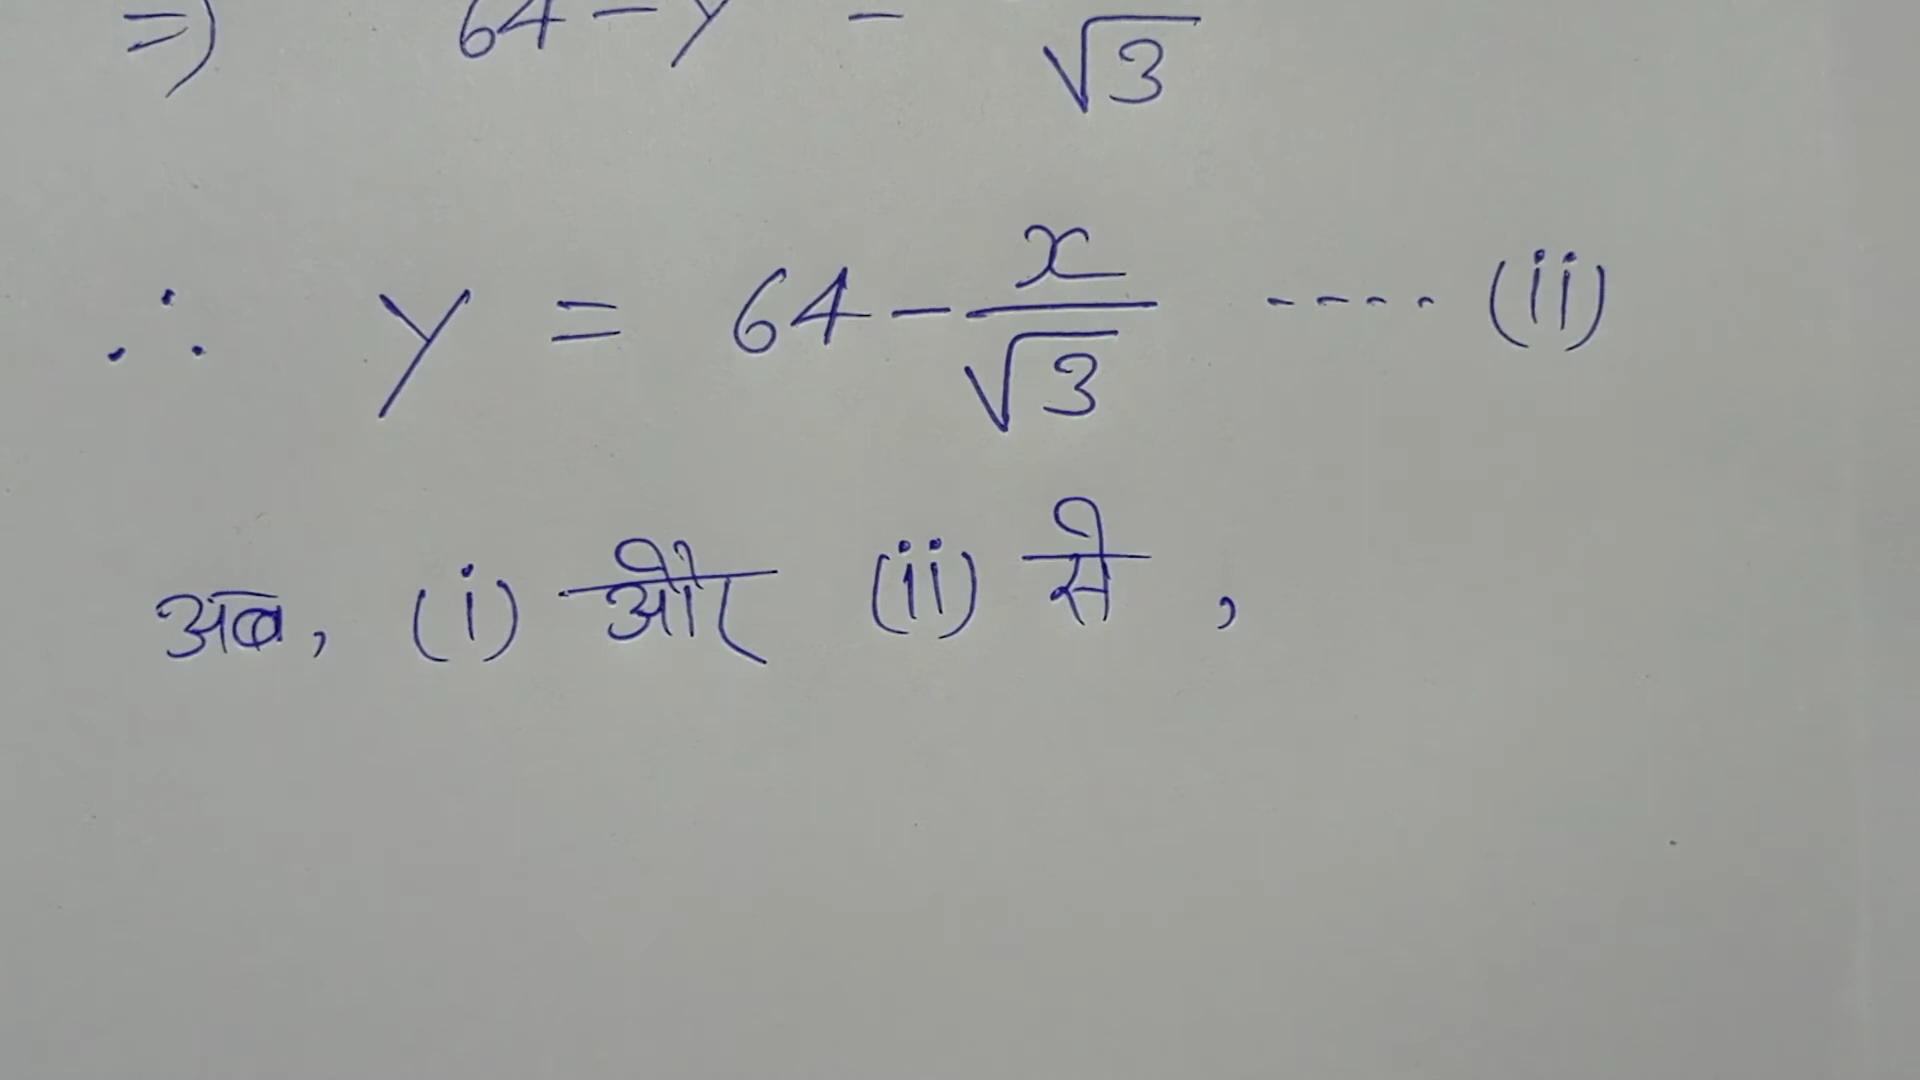 => 64 - y = √3
∴ y = 64 - x/√3 ---- (ii)
अब, (i) और (ii) से ,